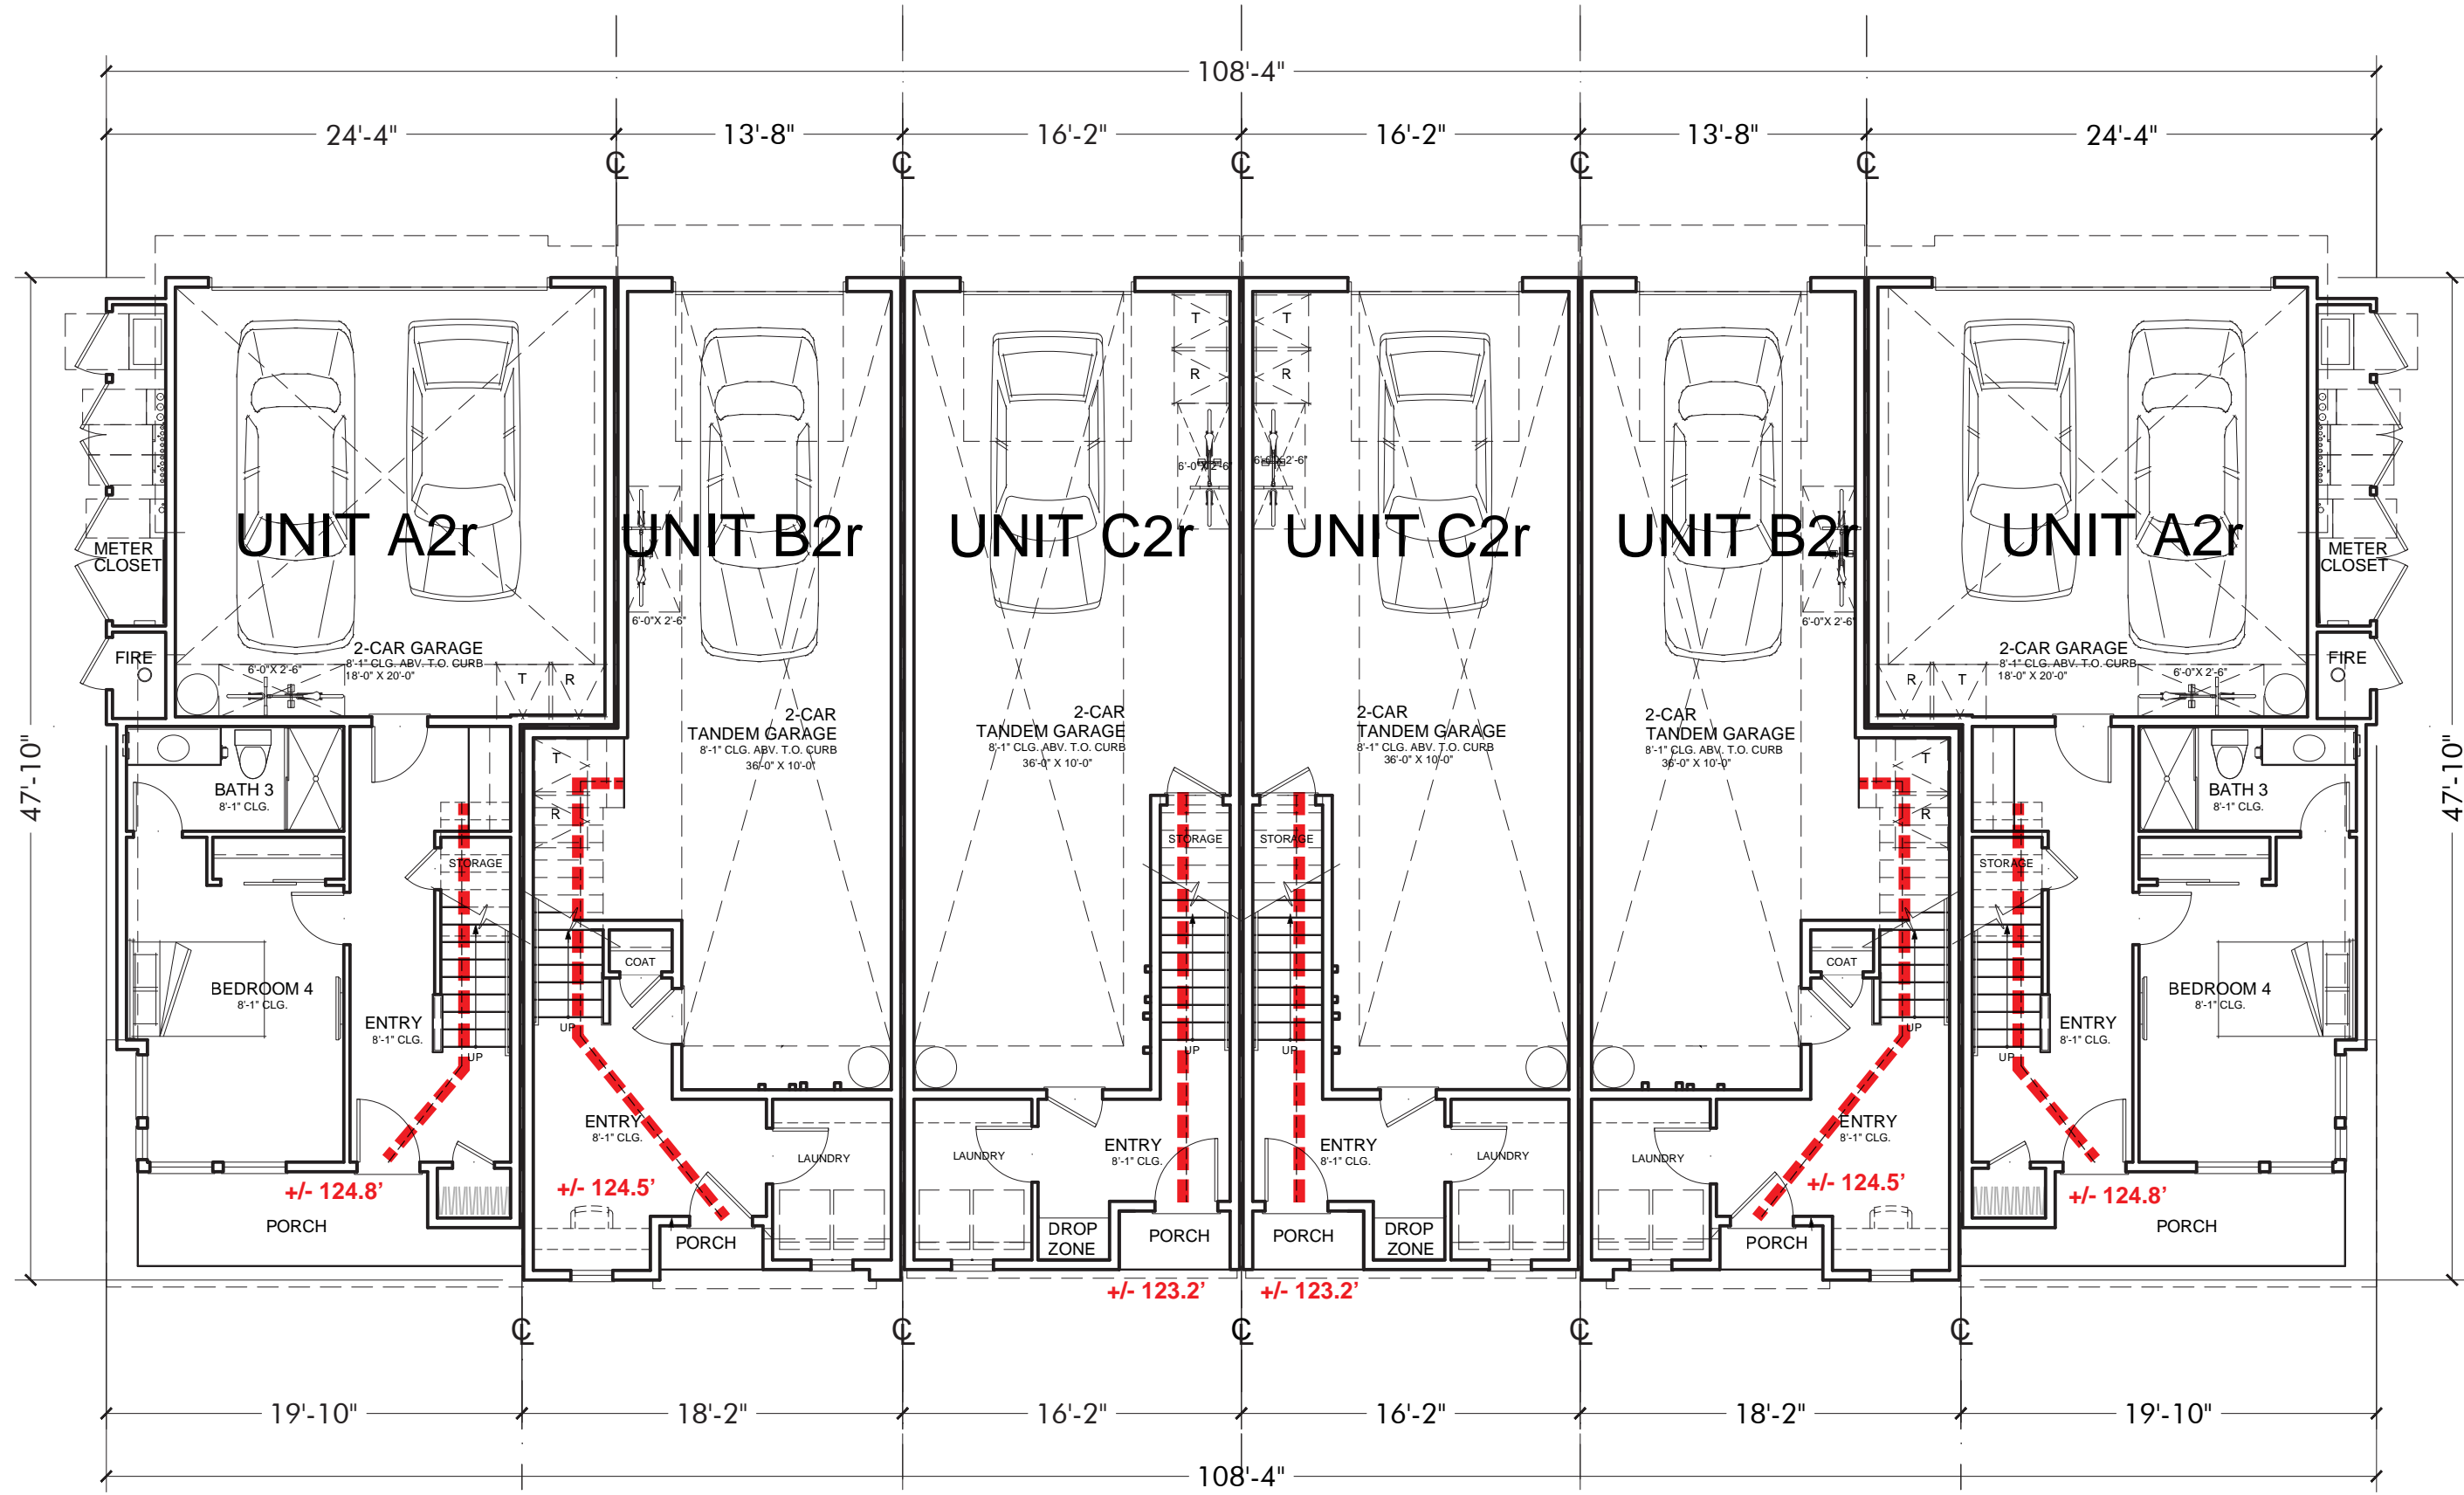 108'-4"
24'-4" 13'-8" 16'-2" 16'-2" 13'-8" 24'-4"
℄ ℄ ℄ ℄ ℄
T T
R R
6'-0"X 2'-6" 6'-0"X 2'-6"
UNIT A2r UNIT B2r UNIT C2r UNIT C2r UNIT B2r UNIT A2r
METER
CLOSET
METER
CLOSET
6'-0"X 2'-6" 6'-0"X 2'-6"
FIRE
2-CAR GARAGE
8'-1" CLG. ABV. T.O. CURB
18'-0" X 20'-0"
6'-0"X 2'-6"
T R
2-CAR GARAGE
8'-1" CLG. ABV. T.O. CURB
18'-0" X 20'-0"
6'-0"X 2'-6"
R T
FIRE
2-CAR
TANDEM GARAGE
8'-1" CLG. ABV. T.O. CURB
36'-0" X 10'-0"
2-CAR
TANDEM GARAGE
8'-1" CLG. ABV. T.O. CURB
36'-0" X 10'-0"
2-CAR
TANDEM GARAGE
8'-1" CLG. ABV. T.O. CURB
36'-0" X 10'-0"
2-CAR
TANDEM GARAGE
8'-1" CLG. ABV. T.O. CURB
36'-0" X 10'-0"
47'-10"
47'-10"
T T
R R
BATH 3
8'-1" CLG.
BATH 3
8'-1" CLG.
STORAGE STORAGE STORAGE STORAGE
COAT COAT
BEDROOM 4
8'-1" CLG.
BEDROOM 4
8'-1" CLG.
ENTRY
8'-1" CLG.
ENTRY
8'-1" CLG.
UP UP UP UP UP UP
ENTRY
8'-1" CLG.
ENTRY
8'-1" CLG.
ENTRY
8'-1" CLG.
ENTRY
8'-1" CLG.
LAUNDRY LAUNDRY LAUNDRY LAUNDRY
+/- 124.8’ +/- 124.5’ +/- 124.5’ +/- 124.8’
PORCH PORCH
DROP
ZONE
PORCH PORCH
DROP
ZONE
PORCH PORCH
+/- 123.2’ +/- 123.2’
℄ ℄ ℄ ℄ ℄
19'-10" 18'-2" 16'-2" 16'-2" 18'-2" 19'-10"
108'-4"